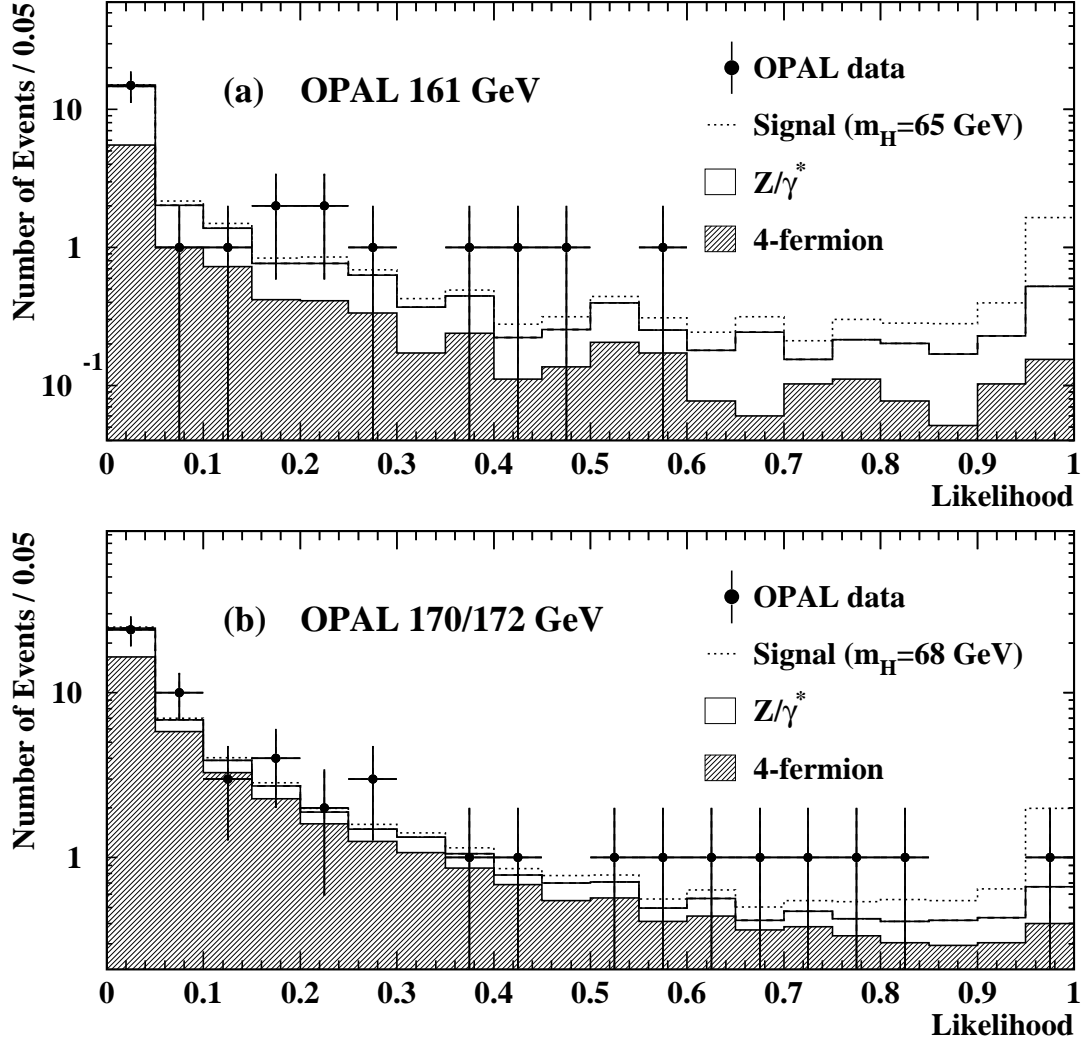 Number of Events / 0.05
(a) OPAL 161 GeV
OPAL data
Signal (m_H=65 GeV)
Z/γ*
4-fermion
10
1
10 -1
0 0.1 0.2 0.3 0.4 0.5 0.6 0.7 0.8 0.9 1
Likelihood
Number of Events / 0.05
(b) OPAL 170/172 GeV
OPAL data
Signal (m_H=68 GeV)
Z/γ*
4-fermion
10
1
0 0.1 0.2 0.3 0.4 0.5 0.6 0.7 0.8 0.9 1
Likelihood